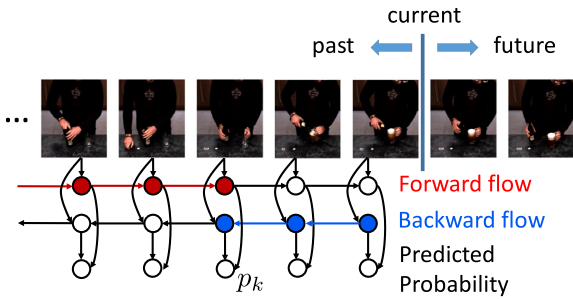 current
past
future
...
Forward flow
Backward flow
Predicted
Probability
p_k